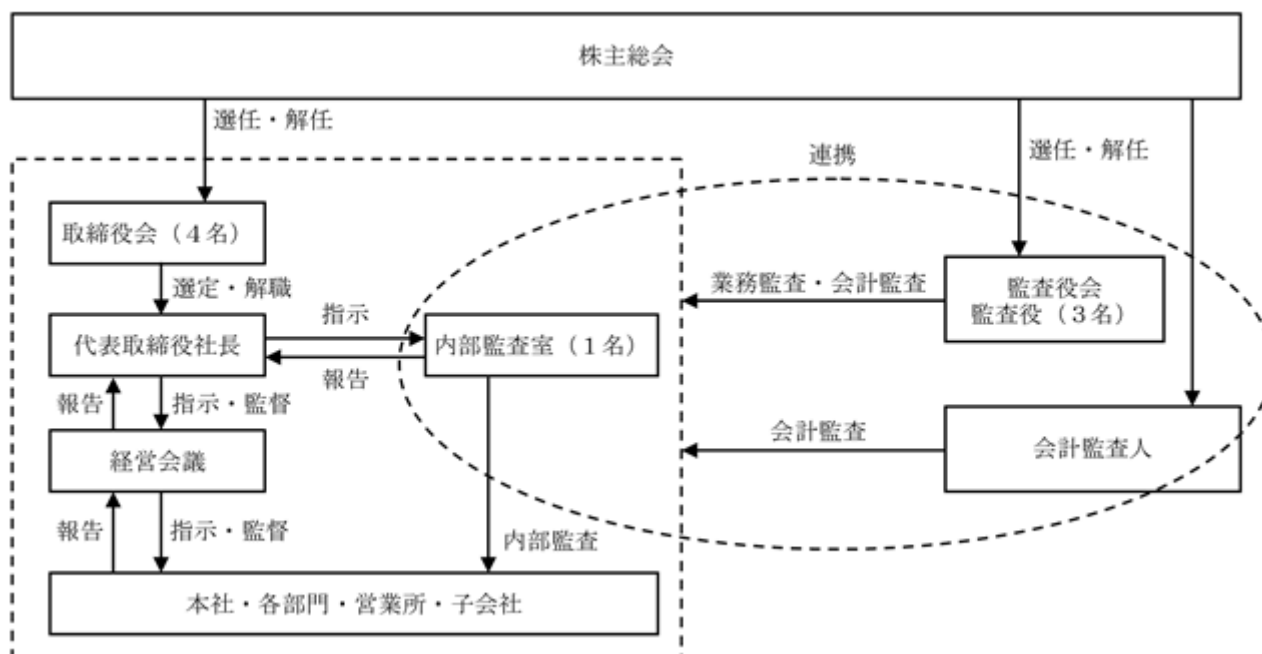 株主総会
選任・解任
選任・解任
連携
取締役会（４名）
選定・解職
業務監査・会計監査
監査役会
監査役（３名）
指示
代表取締役社長
内部監査室（１名）
報告
報告
指示・監督
会計監査
会計監査人
経営会議
報告
指示・監督
内部監査
本社・各部門・営業所・子会社